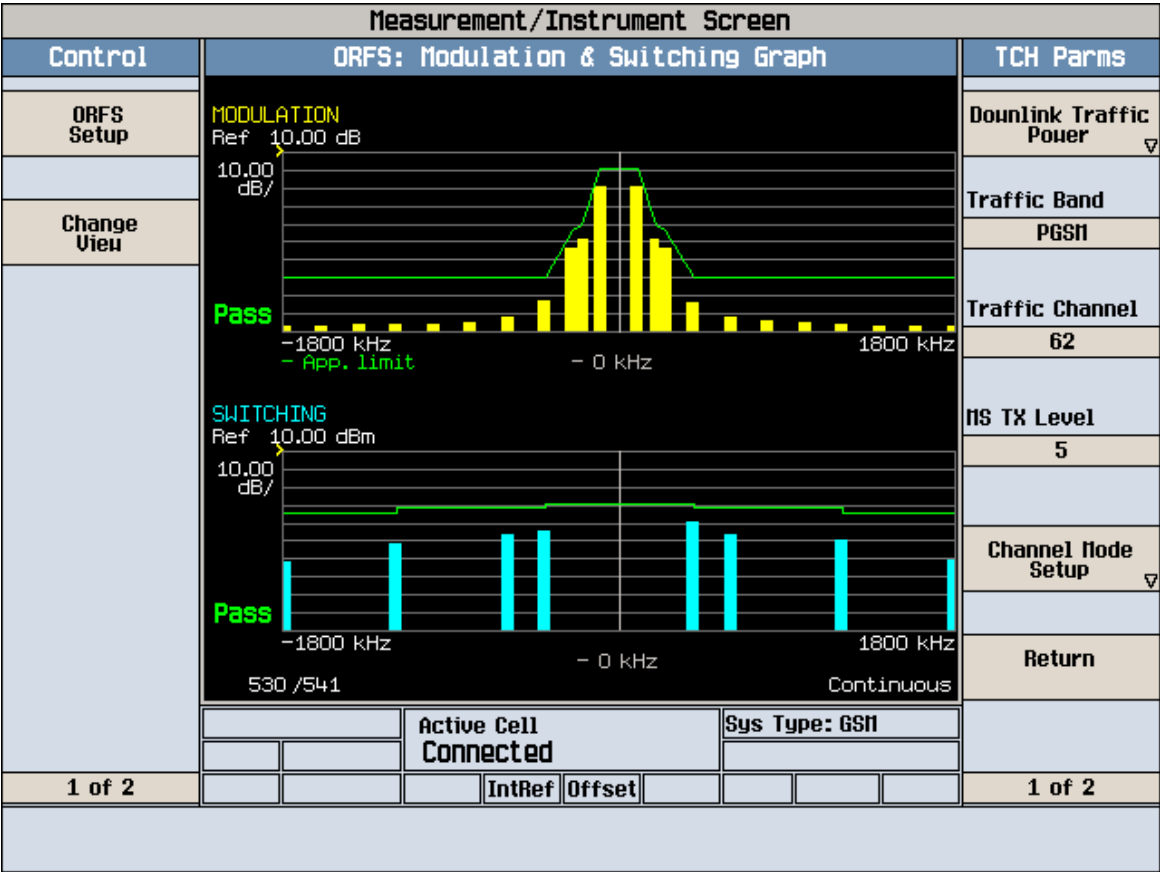 Measurement/Instrument Screen
Control
ORFS: Modulation & Switching Graph
TCH Parms
ORFS
Setup
Change
View
MODULATION
Ref 10.00 dB
10.00
dB/
Pass
-1800 kHz
1800 kHz
- App. limit
- 0 kHz
SWITCHING
Ref 10.00 dBm
10.00
dB/
Pass
-1800 kHz
1800 kHz
- 0 kHz
530 /541
Continuous
Downlink Traffic
Power
Traffic Band
PGSM
Traffic Channel
62
MS TX Level
5
Channel Mode
Setup
Return
Active Cell
Connected
Sys Type: GSM
1 of 2
IntRef
Offset
1 of 2